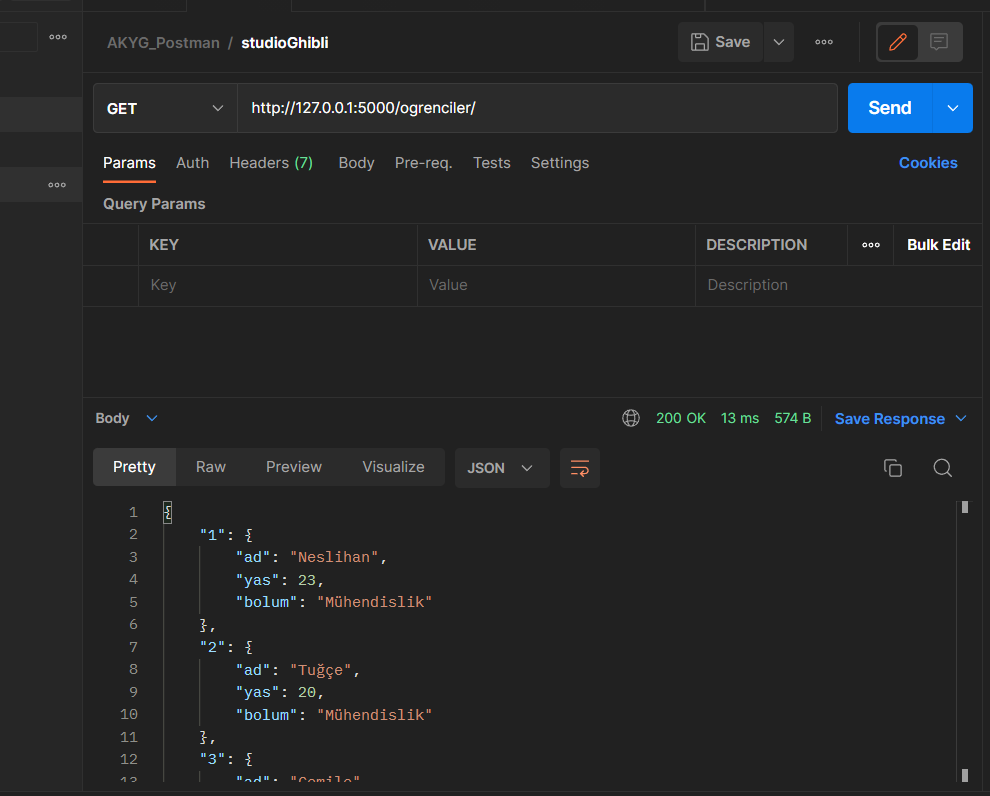 AKYG_Postman / studioGhibli
Save
GET
http://127.0.0.1:5000/ogrenciler/
Send
Params Auth Headers (7) Body Pre-req. Tests Settings Cookies
Query Params
KEY VALUE DESCRIPTION Bulk Edit
Key Value Description
Body 200 OK 13 ms 574 B Save Response
Pretty Raw Preview Visualize JSON
1 {
2 "1": {
3 "ad": "Neslihan",
4 "yas": 23,
5 "bolum": "Mühendislik"
6 },
7 "2": {
8 "ad": "Tuğçe",
9 "yas": 20,
10 "bolum": "Mühendislik"
11 },
12 "3": {
13 "ad":